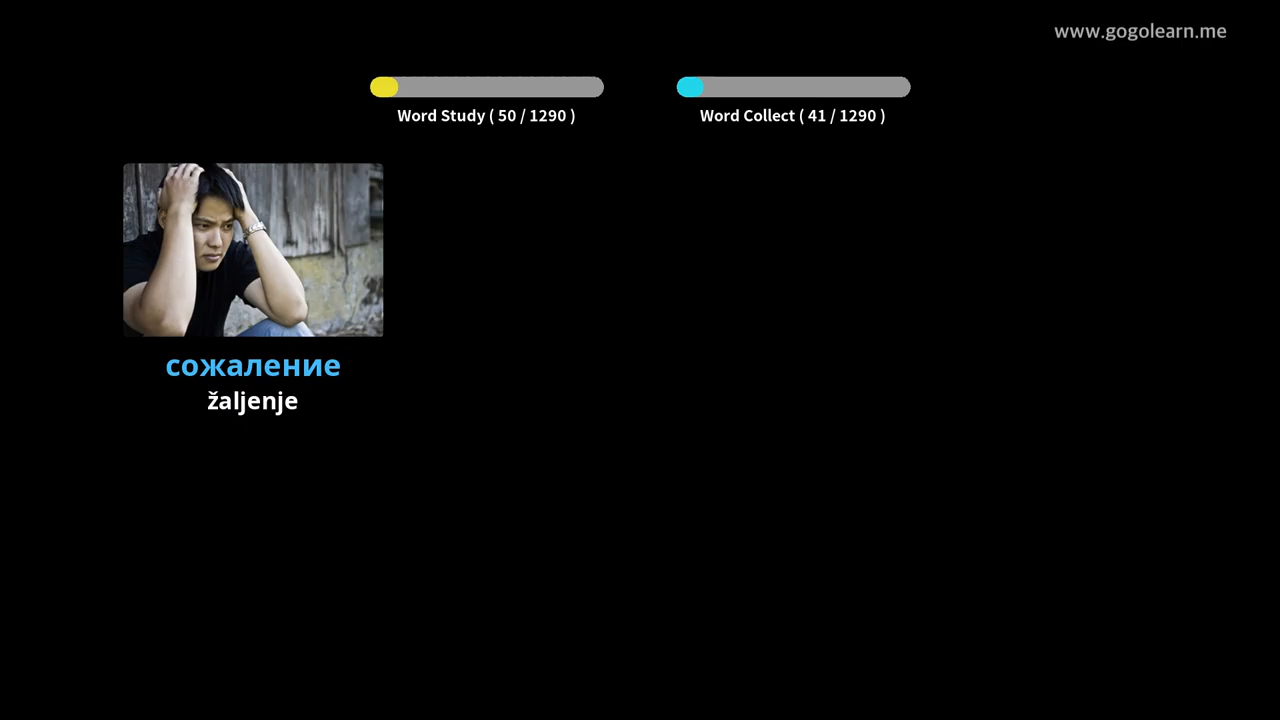 www.gogolearn.me
Word Study ( 50 / 1290 )
Word Collect ( 41 / 1290 )
сожаление
žaljenje